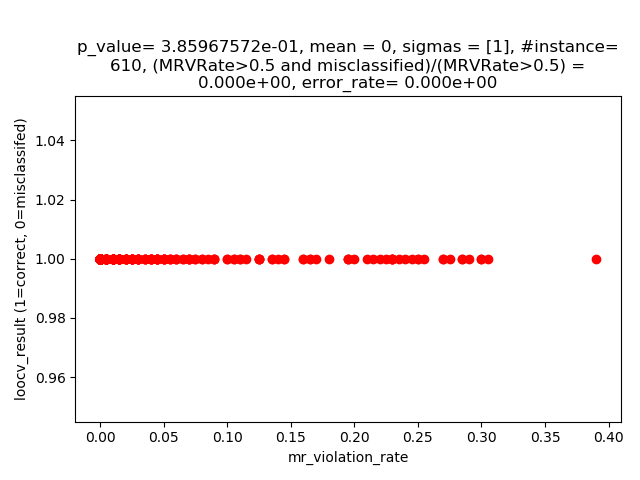 p_value= 3.85967572e-01, mean = 0, sigmas = [1], #instance=
610, (MRVRate>0.5 and misclassified)/(MRVRate>0.5) =
0.000e+00, error_rate= 0.000e+00
loocv_result (1=correct, 0=misclassifed)
1.04
1.02
1.00
0.98
0.96
0.00 0.05 0.10 0.15 0.20 0.25 0.30 0.35 0.40
mr_violation_rate